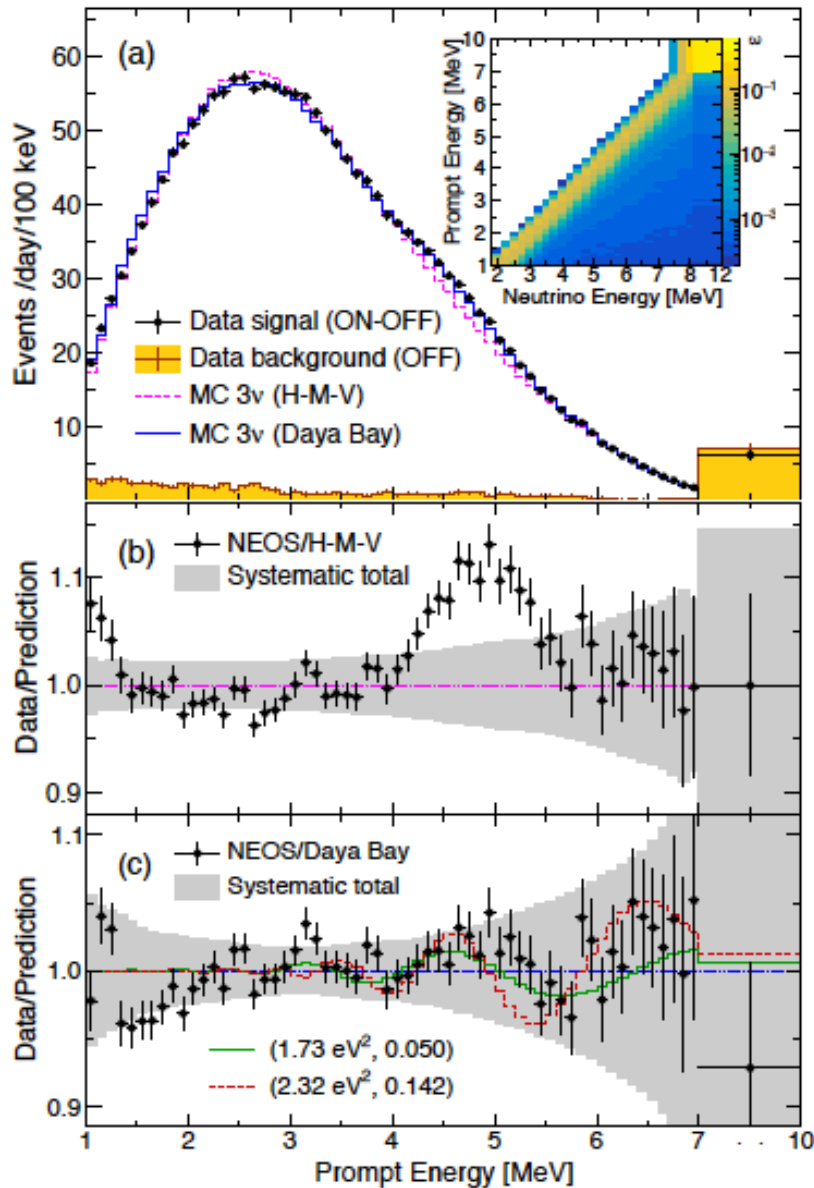 (a)
Events /day/100 keV
60
50
40
30
20
10
Data signal (ON-OFF)
Data background (OFF)
MC 3ν (H-M-V)
MC 3ν (Daya Bay)
Prompt Energy [MeV]
10
9
8
7
6
5
4
3
2
1
2 3 4 5 6 7 8 12
Neutrino Energy [MeV]
ε
10⁻¹
10⁻²
10⁻³
(b)
NEOS/H-M-V
Systematic total
Data/Prediction
1.1
1.0
0.9
(c)
NEOS/Daya Bay
Systematic total
Data/Prediction
1.1
1.0
0.9
(1.73 eV², 0.050)
(2.32 eV², 0.142)
1 2 3 4 5 6 7 10
Prompt Energy [MeV]